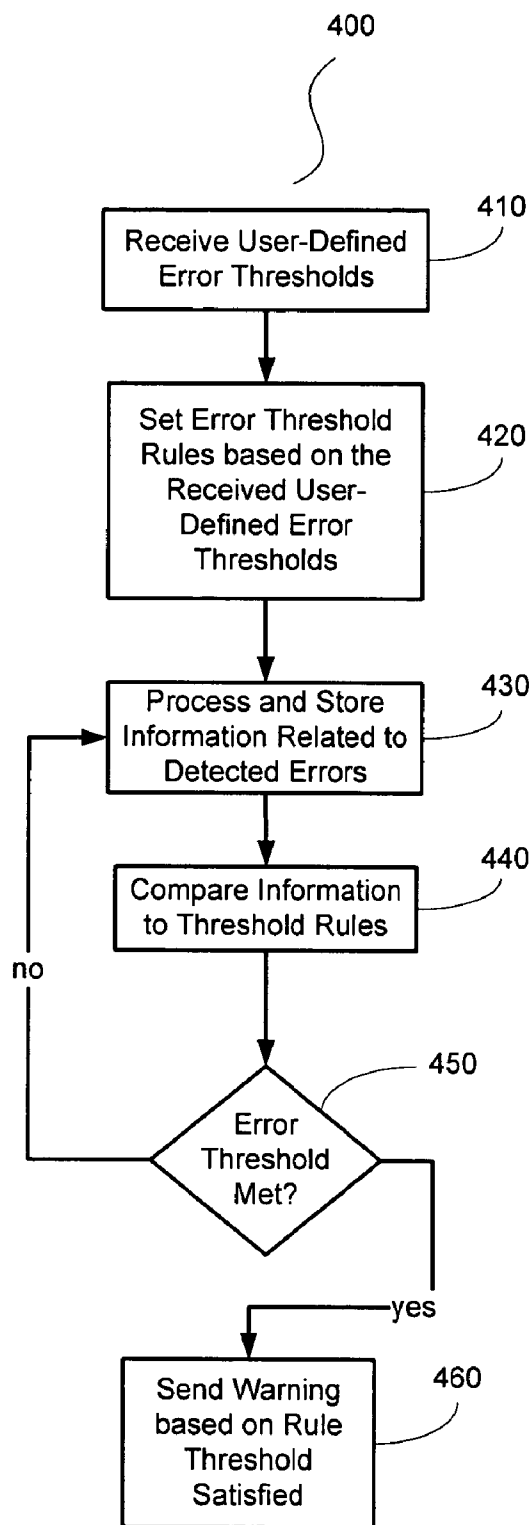 400
410
Receive User-Defined
Error Thresholds
Set Error Threshold
Rules based on the
Received User-
Defined Error
Thresholds
420
430
Process and Store
Information Related to
Detected Errors
440
Compare Information
to Threshold Rules
no
450
Error
Threshold
Met?
yes
460
Send Warning
based on Rule
Threshold
Satisfied